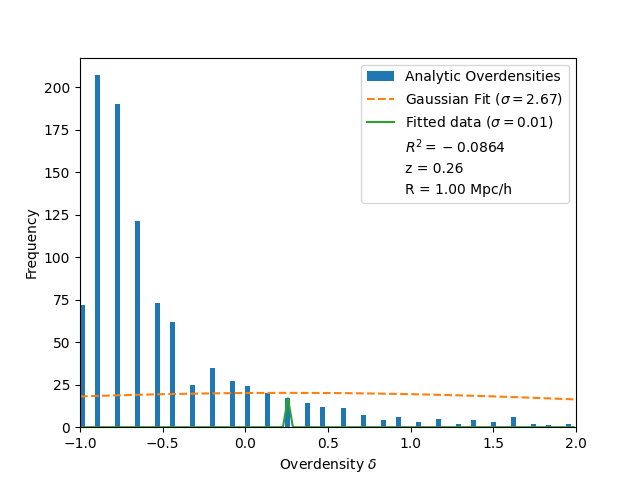 Analytic Overdensities
Gaussian Fit (σ = 2.67)
Fitted data (σ = 0.01)
R² = −0.0864
z = 0.26
R = 1.00 Mpc/h
Frequency
200
175
150
125
100
75
50
25
0
−1.0 −0.5 0.0 0.5 1.0 1.5 2.0
Overdensity δ